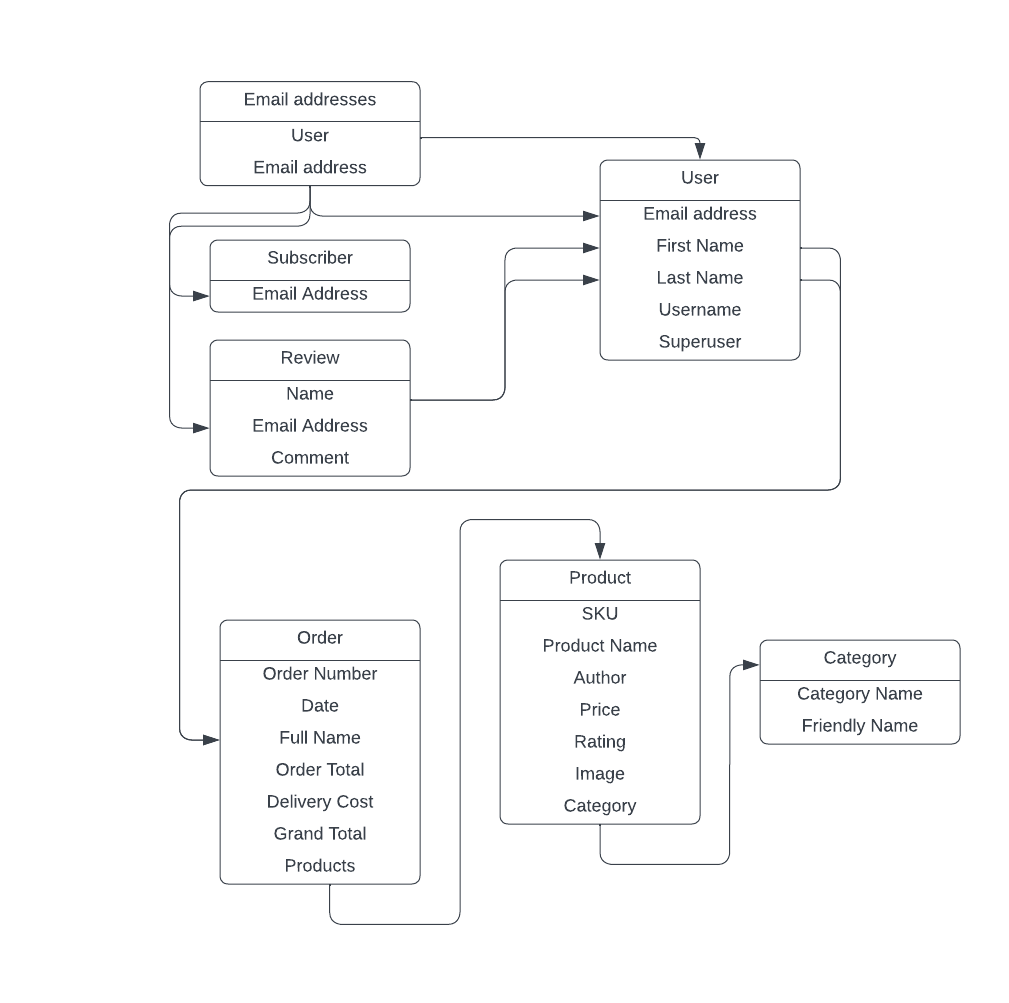 Email addresses
User
Email address
User
Email address
First Name
Last Name
Username
Superuser
Subscriber
Email Address
Review
Name
Email Address
Comment
Product
SKU
Product Name
Author
Price
Rating
Image
Category
Order
Order Number
Date
Full Name
Order Total
Delivery Cost
Grand Total
Products
Category
Category Name
Friendly Name